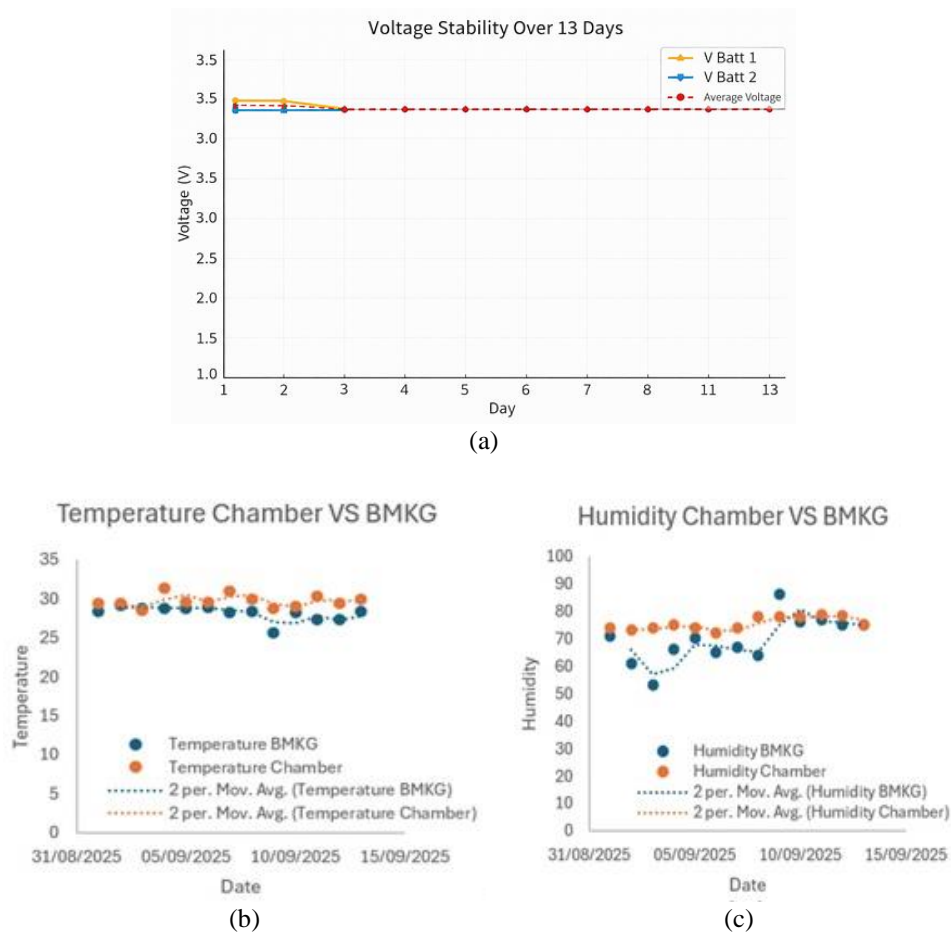 Voltage Stability Over 13 Days
3.5
3.5
3.0
3.5
3.0
2.5
2.0
1.5
1.0
Voltage (V)
V Batt 1
V Batt 2
Average Voltage
1 2 3 4 5 6 7 8 11 13
Day
(a)
Temperature Chamber VS BMKG
35
30
25
20
15
10
5
0
Temperature
Temperature BMKG
Temperature Chamber
2 per. Mov. Avg. (Temperature BMKG)
2 per. Mov. Avg. (Temperature Chamber)
31/08/2025 05/09/2025 10/09/2025 15/09/2025
Date
(b)
Humidity Chamber VS BMKG
100
90
80
70
60
50
40
30
20
10
0
Humidity
Humidity BMKG
Humidity Chamber
2 per. Mov. Avg. (Humidity BMKG)
2 per. Mov. Avg. (Humidity Chamber)
31/08/2025 05/09/2025 10/09/2025 15/09/2025
Date
(c)